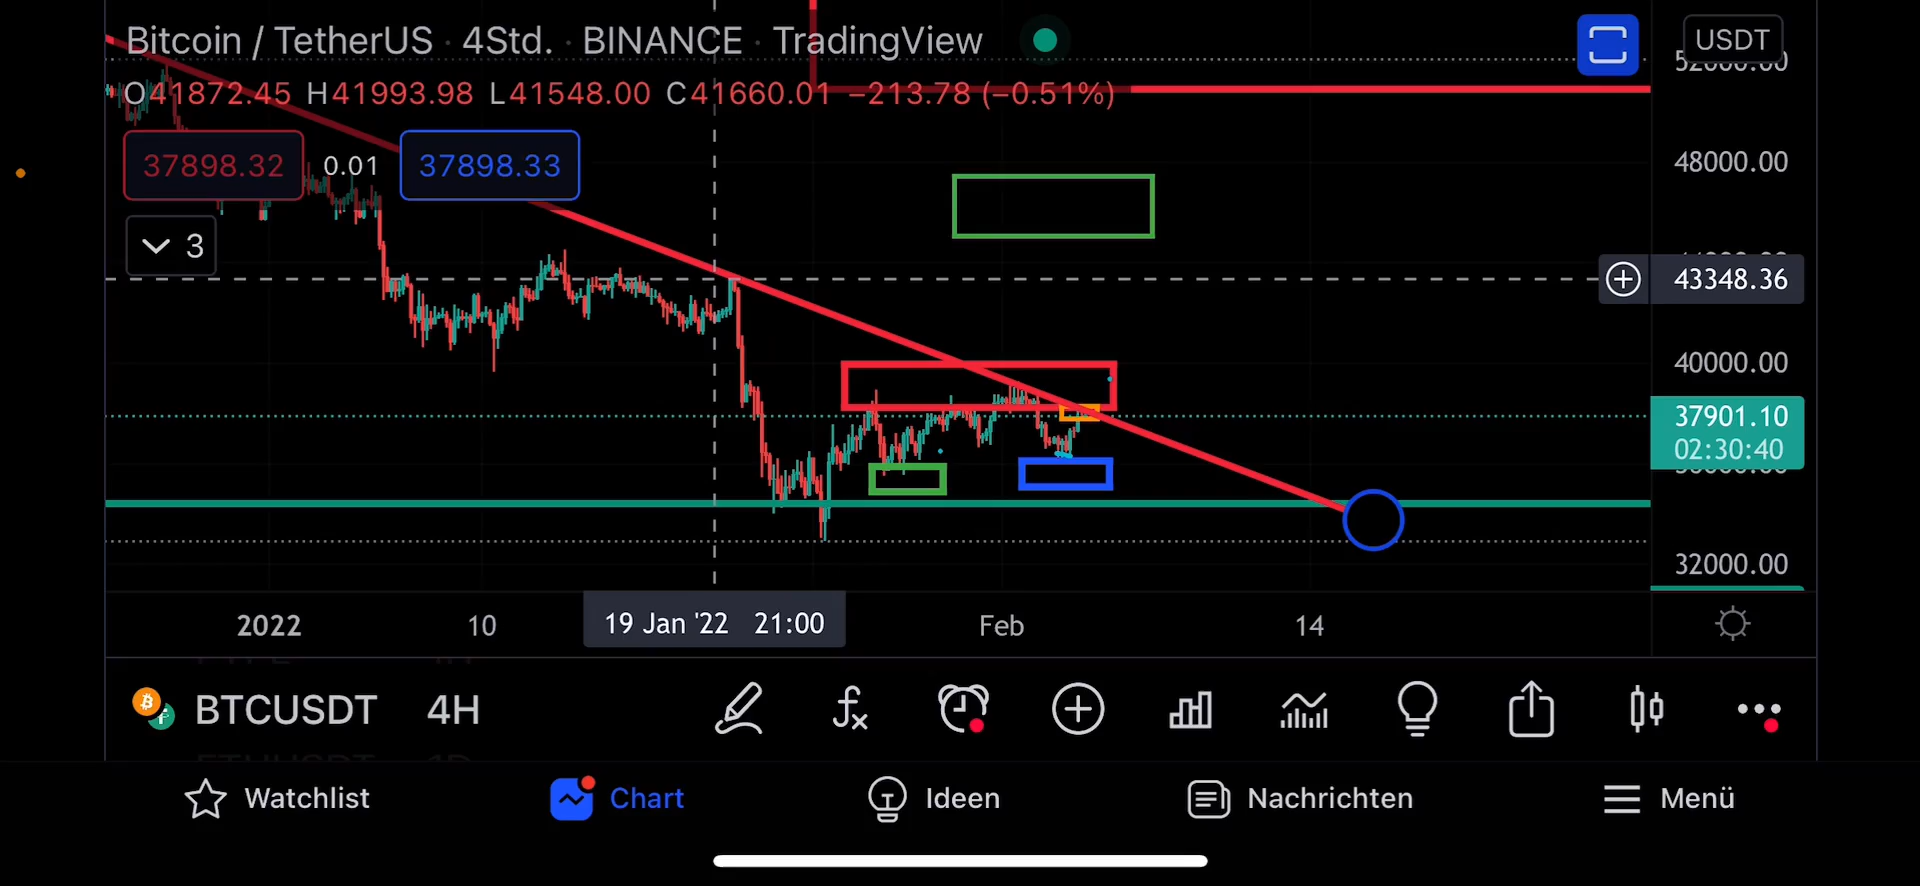 Bitcoin / TetherUS · 4Std. · BINANCE · TradingView
USDT
52000.00
O41872.45 H41993.98 L41548.00 C41660.01 −213.78 (−0.51%)
37898.32 0.01 37898.33
48000.00
3
43348.36
40000.00
37901.10
02:30:40
32000.00
2022 10 19 Jan '22 21:00 Feb 14
BTCUSDT 4H
Watchlist Chart Ideen Nachrichten Menü